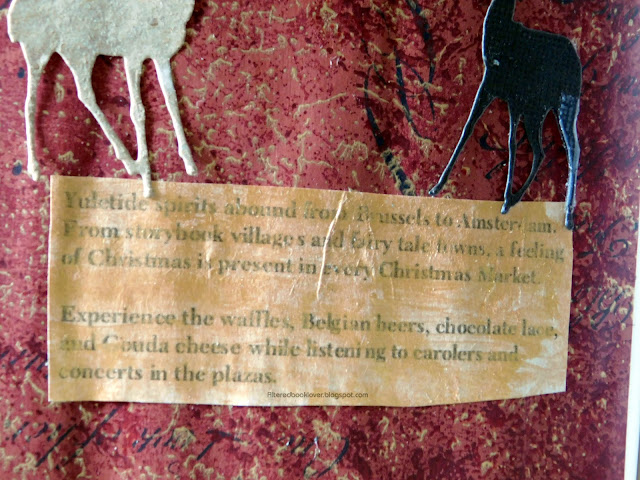 Yuletide spirits abound from Brussels to Amsterdam.
From storybook villages and fairy tale towns, a feeling
of Christmas is present in every Christmas Market.
Experience the waffles, Belgian beers, chocolate lace,
and Gouda cheese while listening to carolers and
concerts in the plazas.
Filteredbooklover.blogspot.com